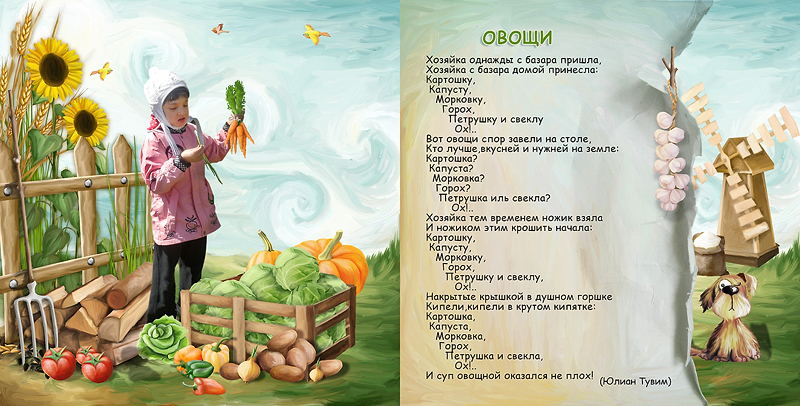 ОВОЩИ
Хозяйка однажды с базара пришла,
Хозяйка с базара домой принесла:
Картошку,
Капусту,
Морковку,
Горох,
Петрушку и свеклу
Ох!..
Вот овощи спор завели на столе,
Кто лучше,вкусней и нужней на земле:
Картошка?
Капуста?
Морковка?
Горох?
Петрушка иль свекла?
Ох!..
Хозяйка тем временем ножик взяла
И ножиком этим крошить начала:
Картошку,
Капусту,
Морковку,
Горох,
Петрушку и свеклу,
Ох!..
Накрытые крышкой в душном горшке
Кипели,кипели в крутом кипятке:
Картошка,
Капуста,
Морковка,
Горох,
Петрушка и свекла,
Ох!..
И суп овощной оказался не плох!
(Юлиан Тувим)